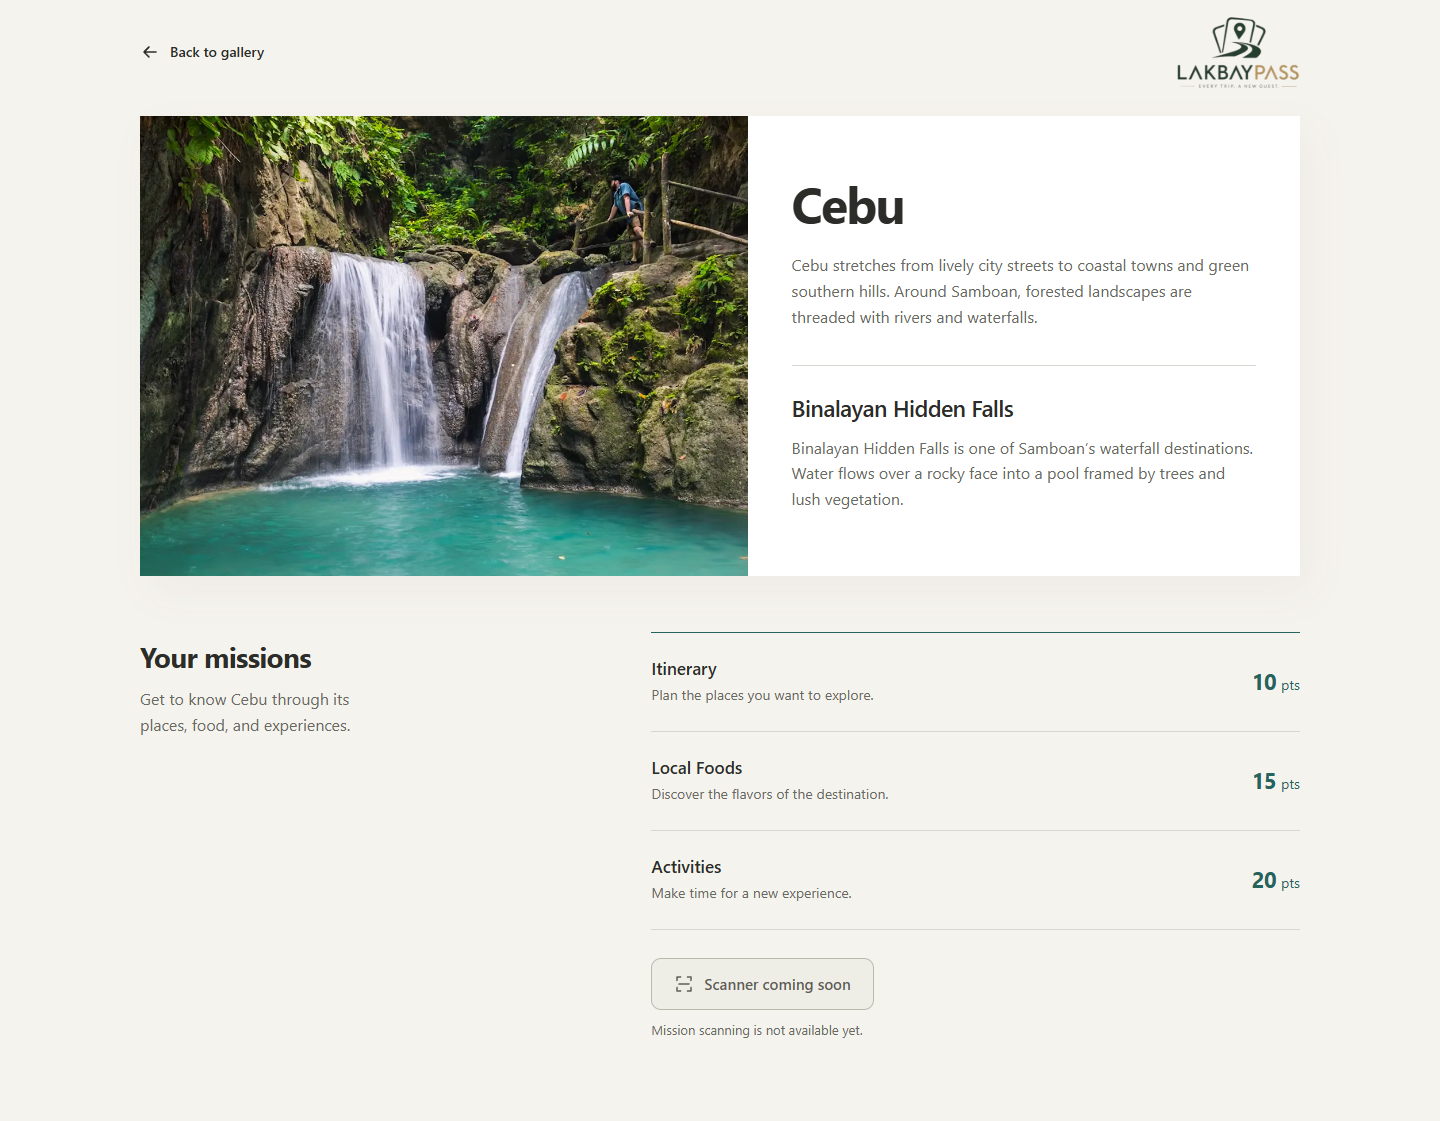 Back to gallery
LAKBAYPASS
EVERY TRIP. A NEW QUEST.
Cebu
Cebu stretches from lively city streets to coastal towns and green
southern hills. Around Samboan, forested landscapes are
threaded with rivers and waterfalls.
Binalayan Hidden Falls
Binalayan Hidden Falls is one of Samboan's waterfall destinations.
Water flows over a rocky face into a pool framed by trees and
lush vegetation.
Your missions
Get to know Cebu through its
places, food, and experiences.
Itinerary
Plan the places you want to explore.
10 pts
Local Foods
Discover the flavors of the destination.
15 pts
Activities
Make time for a new experience.
20 pts
Scanner coming soon
Mission scanning is not available yet.